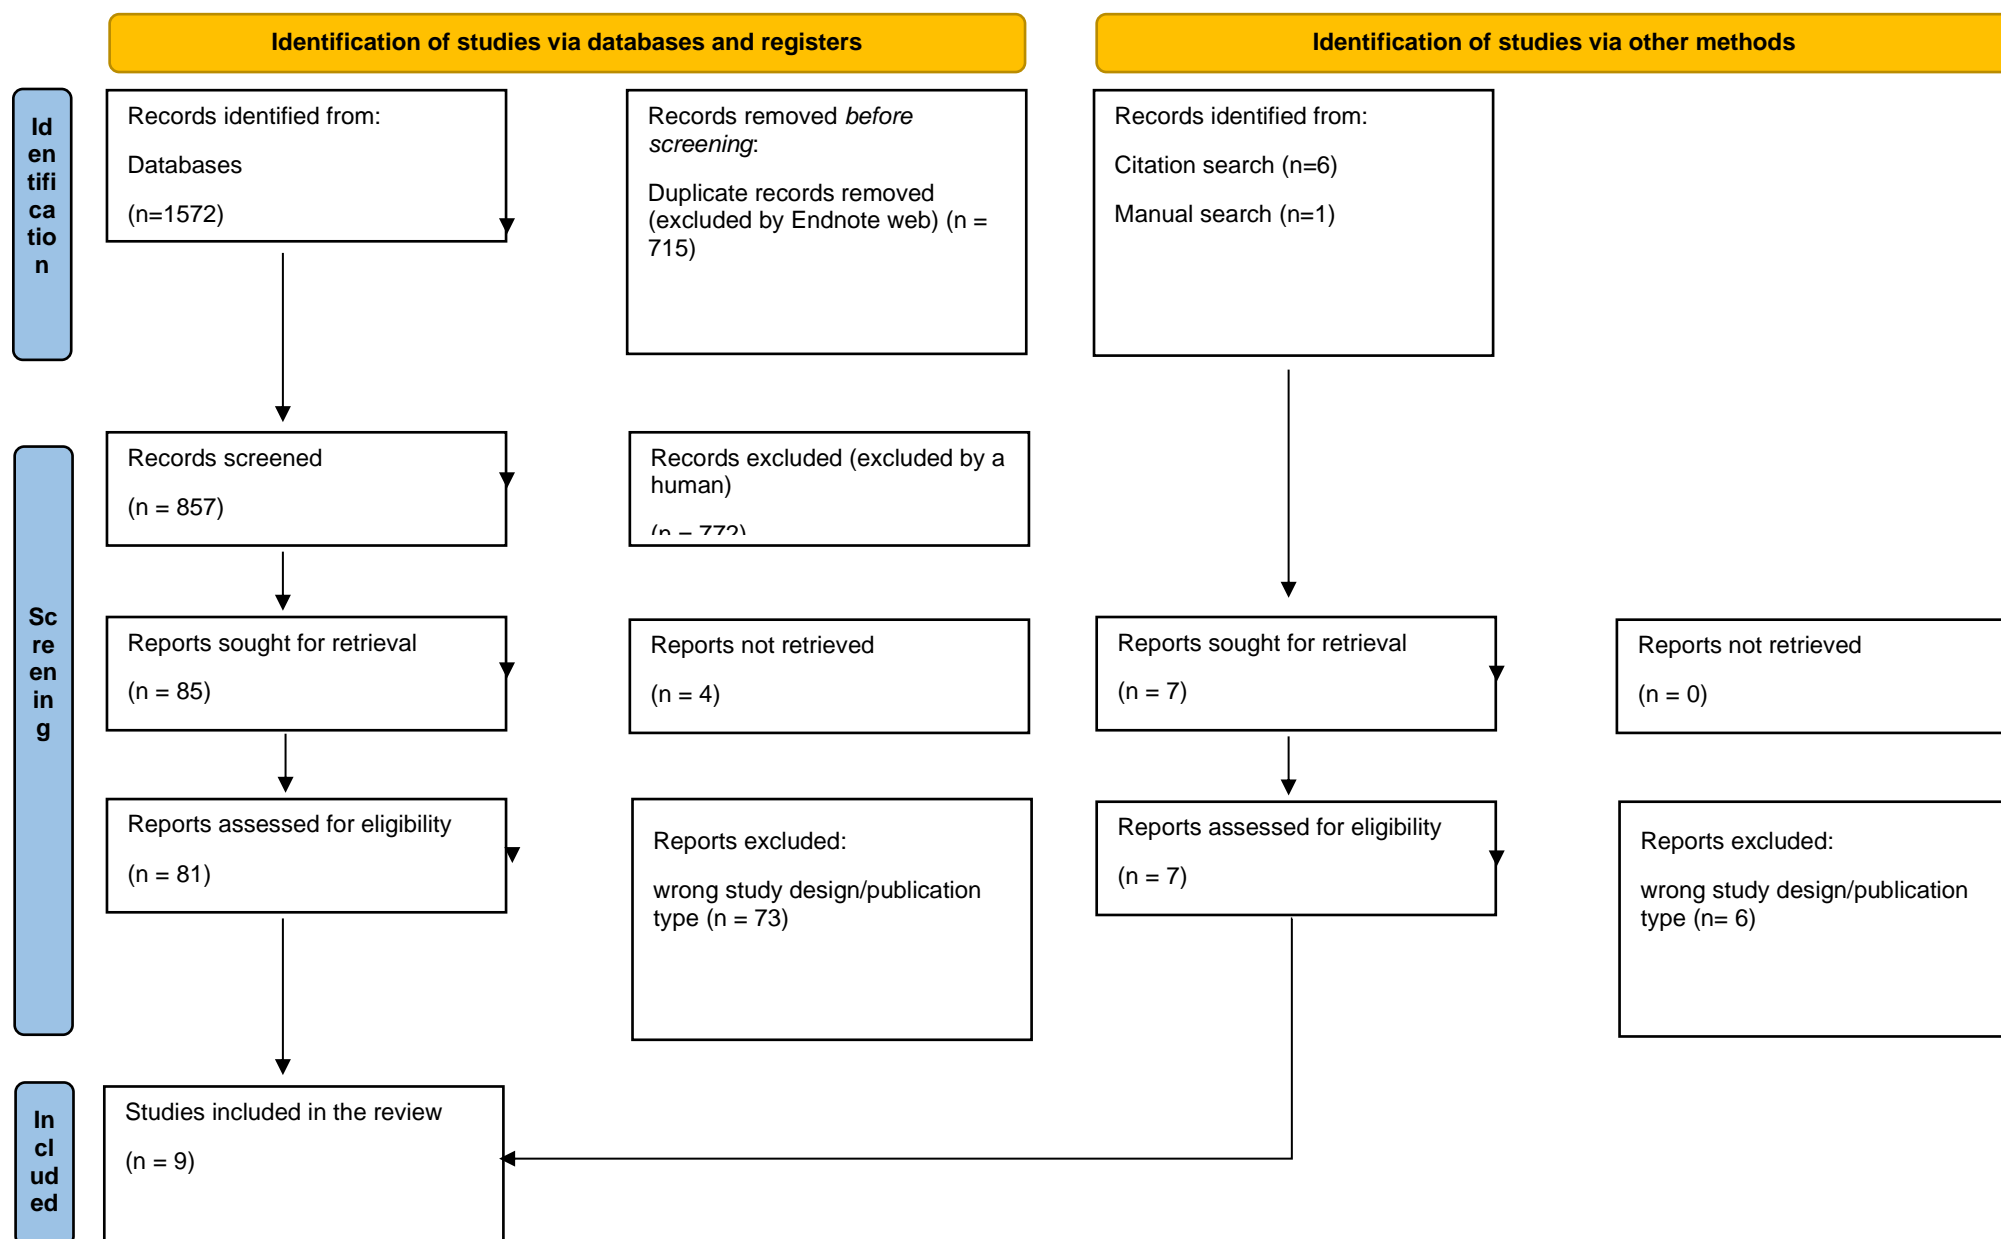 Identification of studies via databases and registers
Identification of studies via other methods
Id
en
tifi
ca
tio
n
Records identified from:
Databases
(n=1572)
Records removed before
screening:
Duplicate records removed
(excluded by Endnote web) (n =
715)
Records identified from:
Citation search (n=6)
Manual search (n=1)
Sc
re
en
in
g
Records screened
(n = 857)
Records excluded (excluded by a
human)
(n = 772)
Reports sought for retrieval
(n = 85)
Reports not retrieved
(n = 4)
Reports sought for retrieval
(n = 7)
Reports not retrieved
(n = 0)
Reports assessed for eligibility
(n = 81)
Reports excluded:
wrong study design/publication
type (n = 73)
Reports assessed for eligibility
(n = 7)
Reports excluded:
wrong study design/publication
type (n= 6)
In
cl
ud
ed
Studies included in the review
(n = 9)